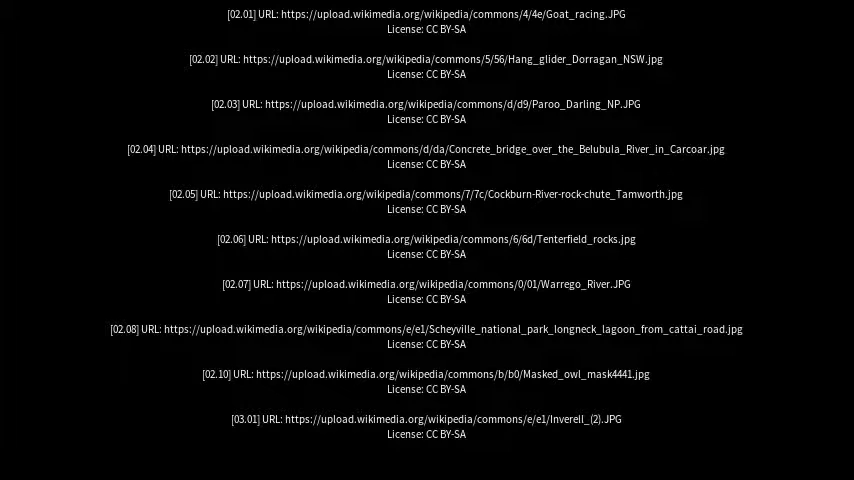 [02.01] URL: https://upload.wikimedia.org/wikipedia/commons/4/4e/Goat_racing.JPG
License: CC BY-SA
[02.02] URL: https://upload.wikimedia.org/wikipedia/commons/5/56/Hang_glider_Dorragan_NSW.jpg
License: CC BY-SA
[02.03] URL: https://upload.wikimedia.org/wikipedia/commons/d/d9/Paroo_Darling_NP.JPG
License: CC BY-SA
[02.04] URL: https://upload.wikimedia.org/wikipedia/commons/d/da/Concrete_bridge_over_the_Belubula_River_in_Carcoar.jpg
License: CC BY-SA
[02.05] URL: https://upload.wikimedia.org/wikipedia/commons/7/7c/Cockburn-River-rock-chute_Tamworth.jpg
License: CC BY-SA
[02.06] URL: https://upload.wikimedia.org/wikipedia/commons/6/6d/Tenterfield_rocks.jpg
License: CC BY-SA
[02.07] URL: https://upload.wikimedia.org/wikipedia/commons/0/01/Warrego_River.JPG
License: CC BY-SA
[02.08] URL: https://upload.wikimedia.org/wikipedia/commons/e/e1/Scheyville_national_park_longneck_lagoon_from_cattai_road.jpg
License: CC BY-SA
[02.10] URL: https://upload.wikimedia.org/wikipedia/commons/b/b0/Masked_owl_mask4441.jpg
License: CC BY-SA
[03.01] URL: https://upload.wikimedia.org/wikipedia/commons/e/e1/Inverell_(2).JPG
License: CC BY-SA